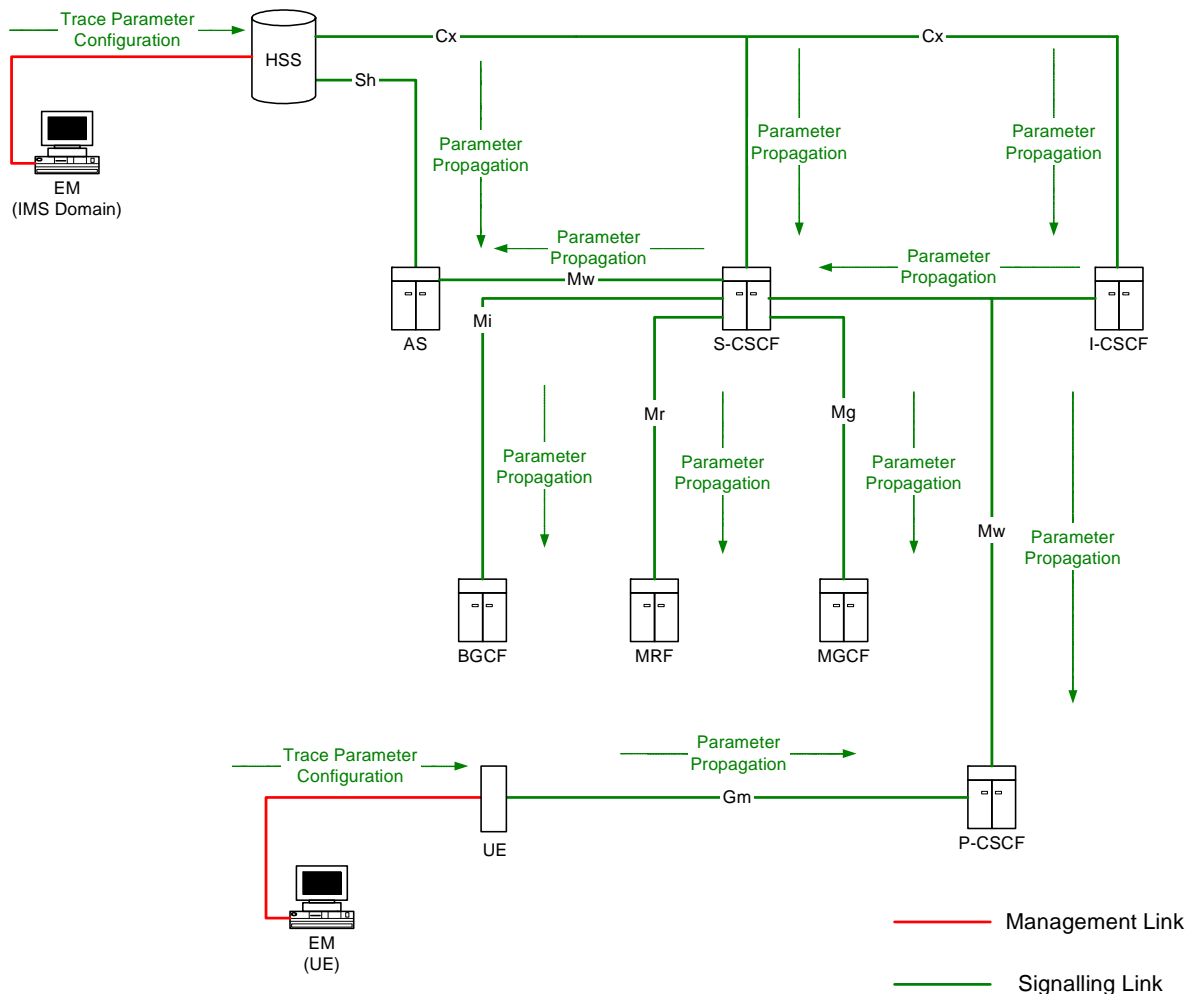 Trace Parameter
Configuration
HSS
Cx
Cx
Sh
EM
(IMS Domain)
Parameter
Propagation
Parameter
Propagation
Parameter
Propagation
Parameter
Propagation
Parameter
Propagation
Mw
AS
Mi
S-CSCF
I-CSCF
Mr
Mg
Parameter
Propagation
Parameter
Propagation
Parameter
Propagation
Mw
Parameter
Propagation
BGCF
MRF
MGCF
Trace Parameter
Configuration
Parameter
Propagation
Gm
UE
P-CSCF
EM
(UE)
Management Link
Signalling Link